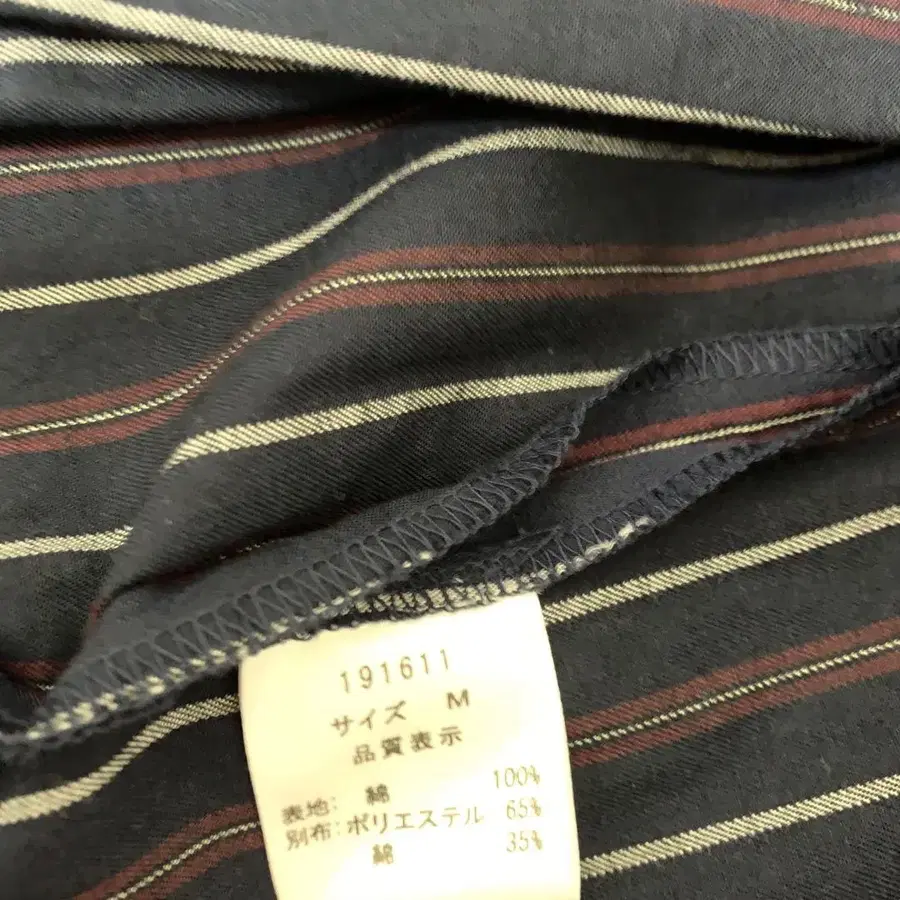 191611
サイズ M
品質表示
表地: 綿 100%
別布: ポリエステル 65%
綿 35%